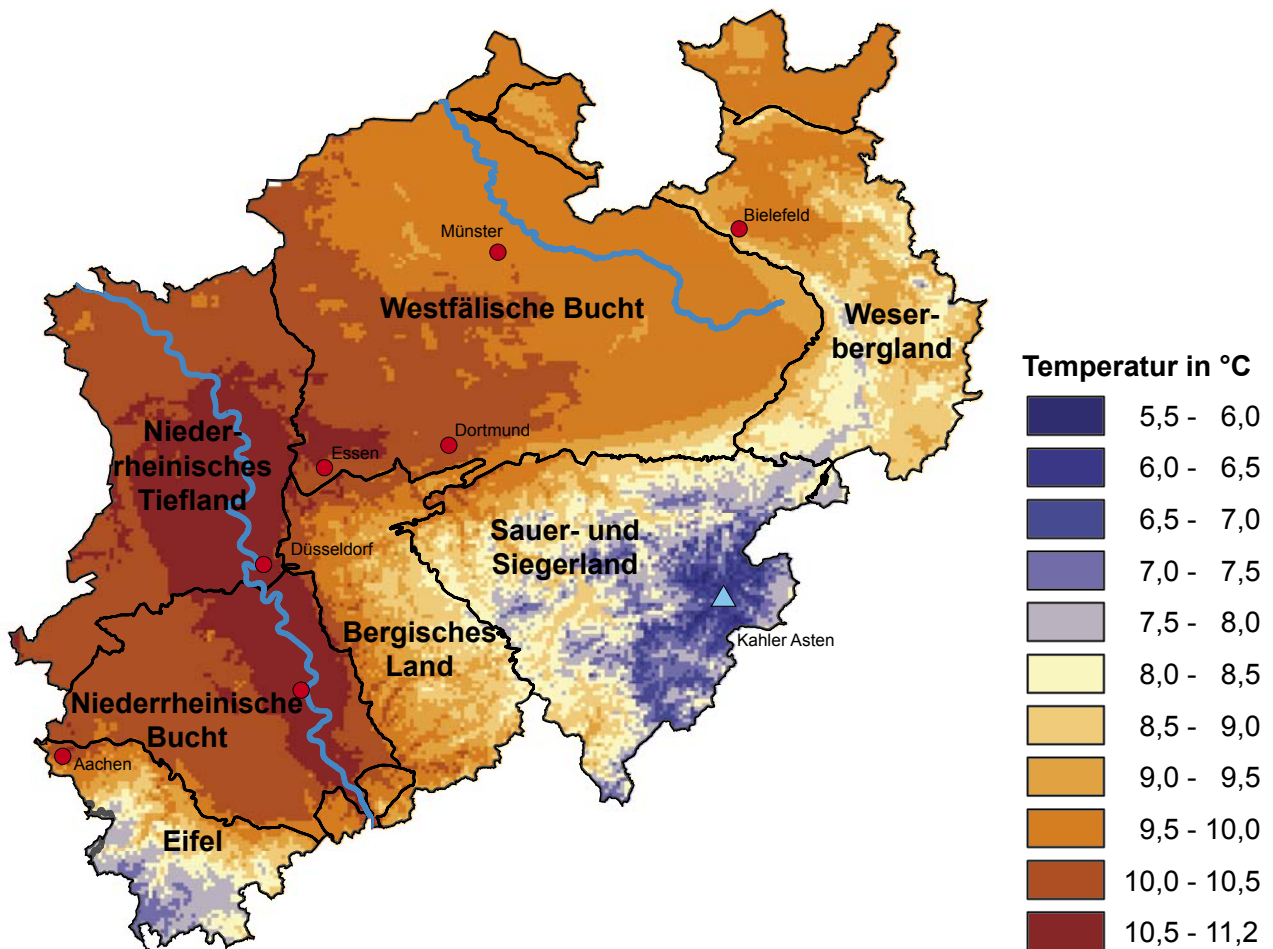 Bielefeld
Münster
Westfälische Bucht
Weser-
bergland
Nieder-
rheinisches
Tiefland
Essen
Dortmund
Düsseldorf
Sauer- und
Siegerland
Kahler Asten
Bergisches
Land
Niederrheinische
Bucht
Aachen
Eifel
Temperatur in °C
5,5 - 6,0
6,0 - 6,5
6,5 - 7,0
7,0 - 7,5
7,5 - 8,0
8,0 - 8,5
8,5 - 9,0
9,0 - 9,5
9,5 - 10,0
10,0 - 10,5
10,5 - 11,2